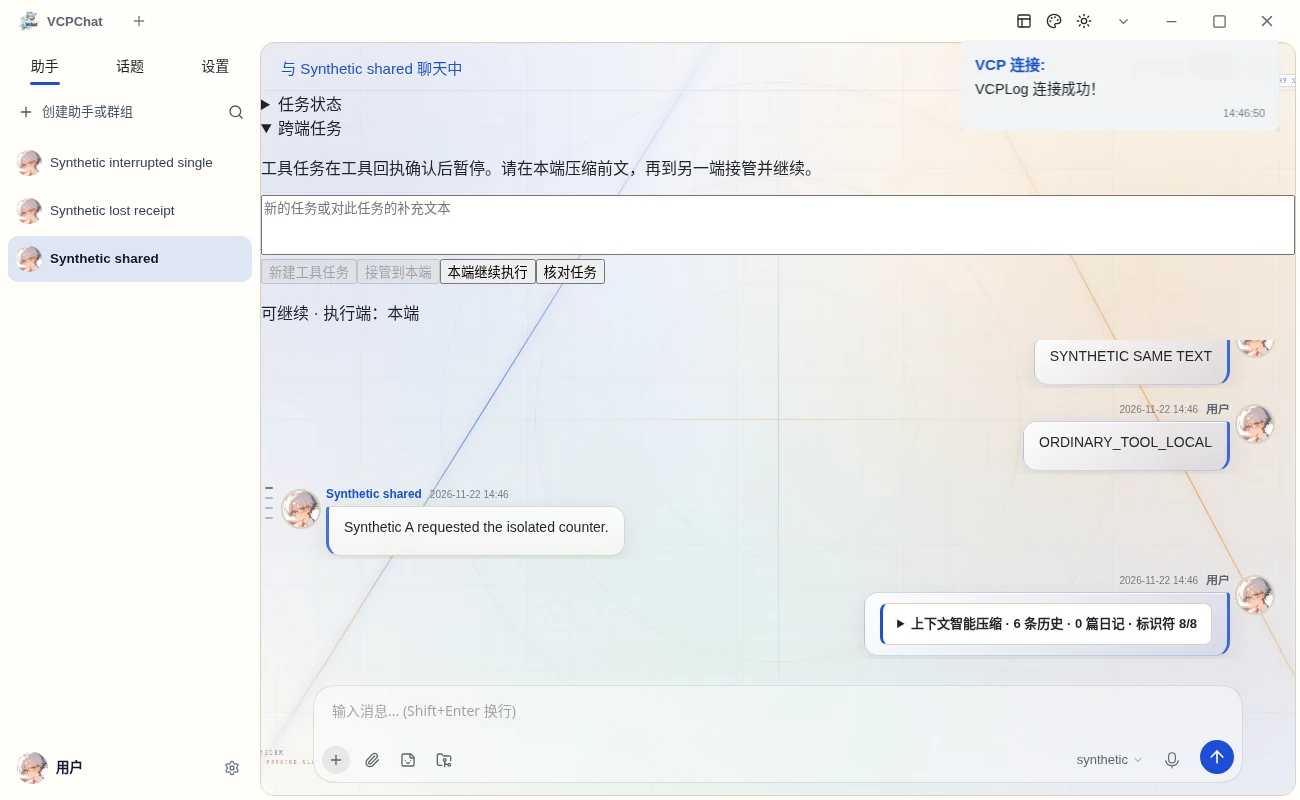 VCPChat
助手
话题
设置
创建助手或群组
Synthetic interrupted single
Synthetic lost receipt
Synthetic shared
用户
与 Synthetic shared 聊天中
VCP 连接:
VCPLog 连接成功！
14:46:50
任务状态
跨端任务
工具任务在工具回执确认后暂停。请在本端压缩前文，再到另一端接管并继续。
新的任务或对此任务的补充文本
新建工具任务 接管到本端 本端继续执行 核对任务
可继续 · 执行端：本端
SYNTHETIC SAME TEXT
2026-11-22 14:46 用户
ORDINARY_TOOL_LOCAL
Synthetic shared 2026-11-22 14:46
Synthetic A requested the isolated counter.
2026-11-22 14:46 用户
上下文智能压缩 · 6 条历史 · 0 篇日记 · 标识符 8/8
输入消息... (Shift+Enter 换行)
synthetic